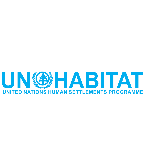 UN HABITAT
UNITED NATIONS HUMAN SETTLEMENTS PROGRAMME